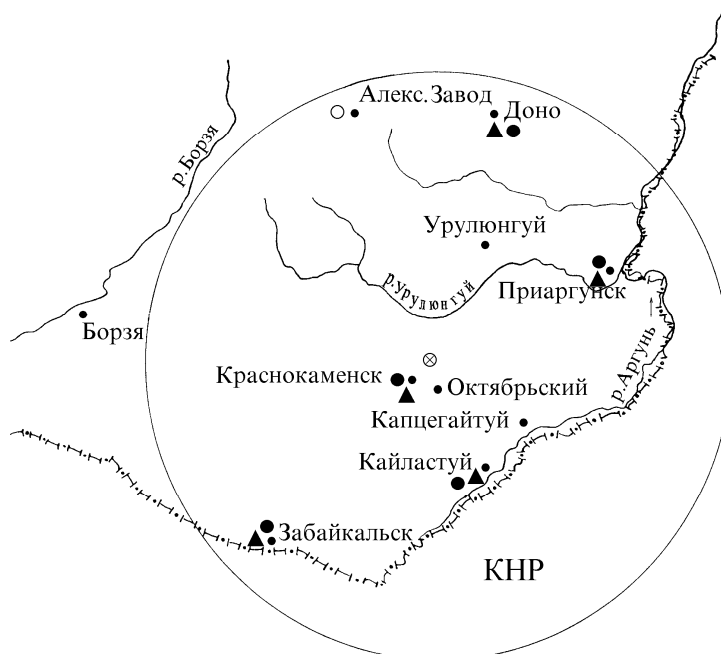 Алекс.Завод
Доно
р.Борзя
Урулюнгуй
р.Урулюнгуй
Приаргунск
Борзя
р.Аргунь
Краснокаменск
Октябрьский
Капцегайтуй
Кайластуй
Забайкальск
КНР